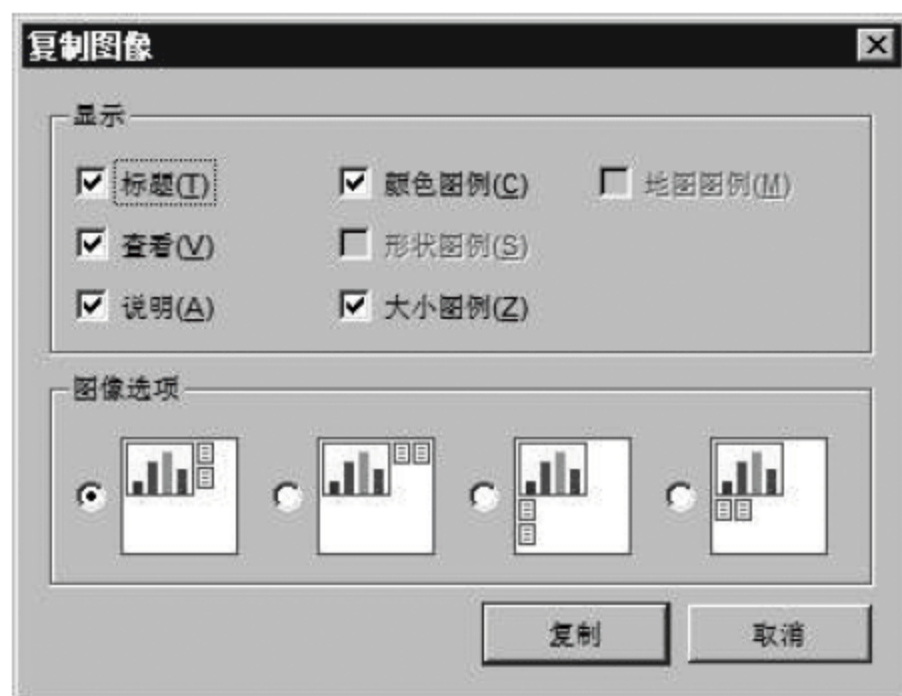 复制图像
显示
标题(T) 颜色图例(C) 地图图例(M)
查看(V) 形状图例(S)
说明(A) 大小图例(Z)
图像选项
复制 取消